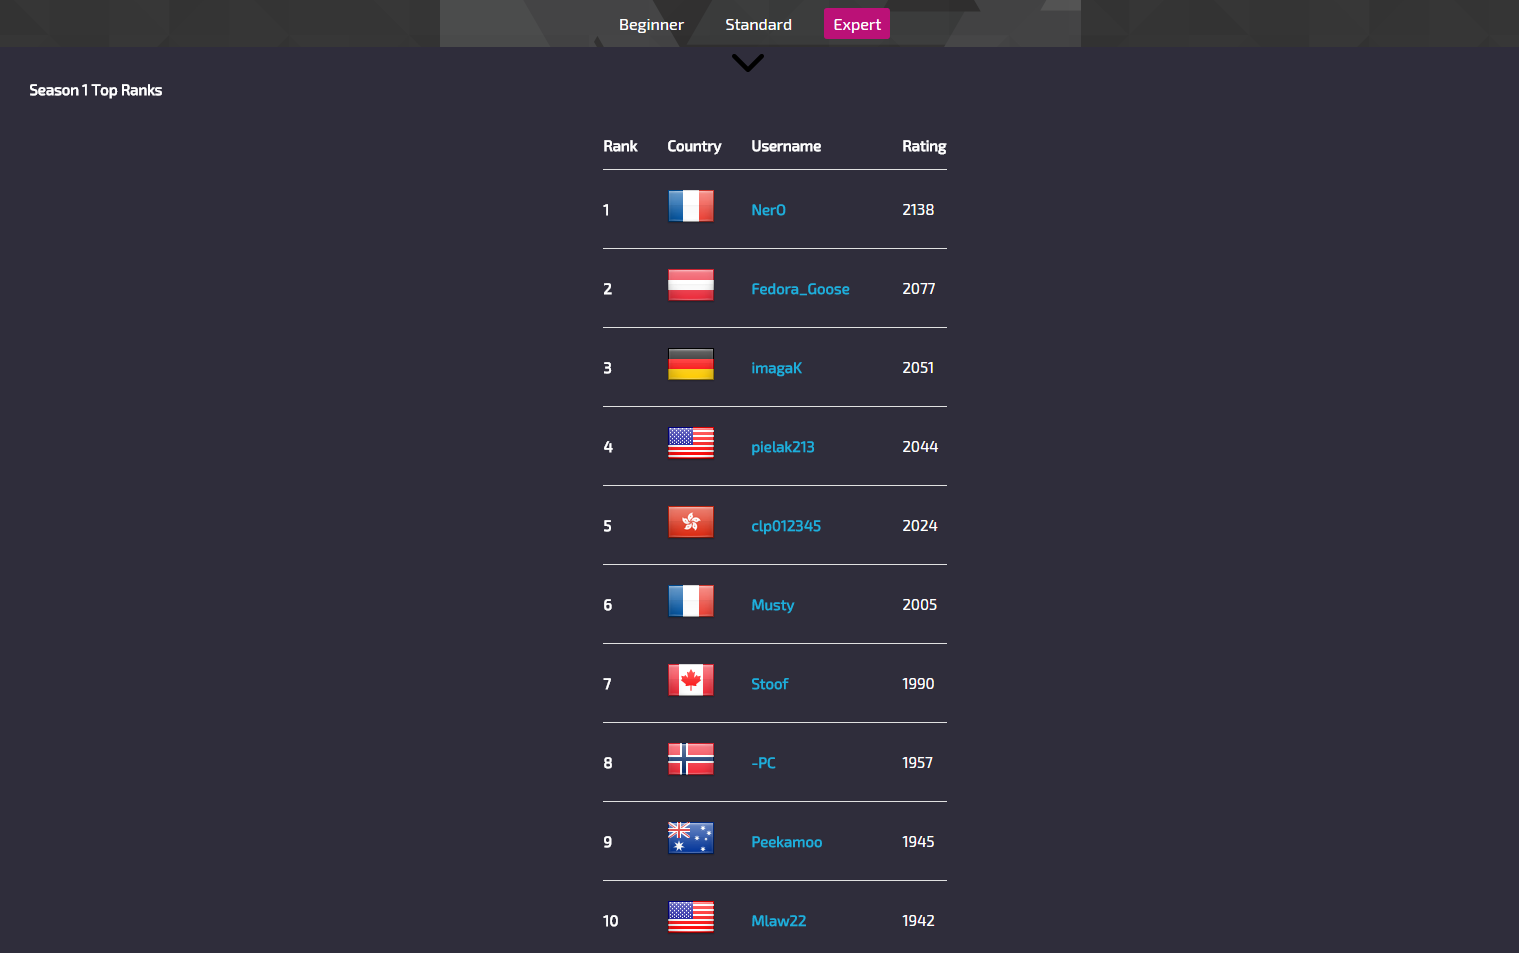 Beginner Standard Expert
Season 1 Top Ranks
Rank Country Username Rating
1 NerO 2138
2 Fedora_Goose 2077
3 imagaK 2051
4 pielak213 2044
5 clp012345 2024
6 Musty 2005
7 Stoof 1990
8 -PC 1957
9 Peekamoo 1945
10 Mlaw22 1942